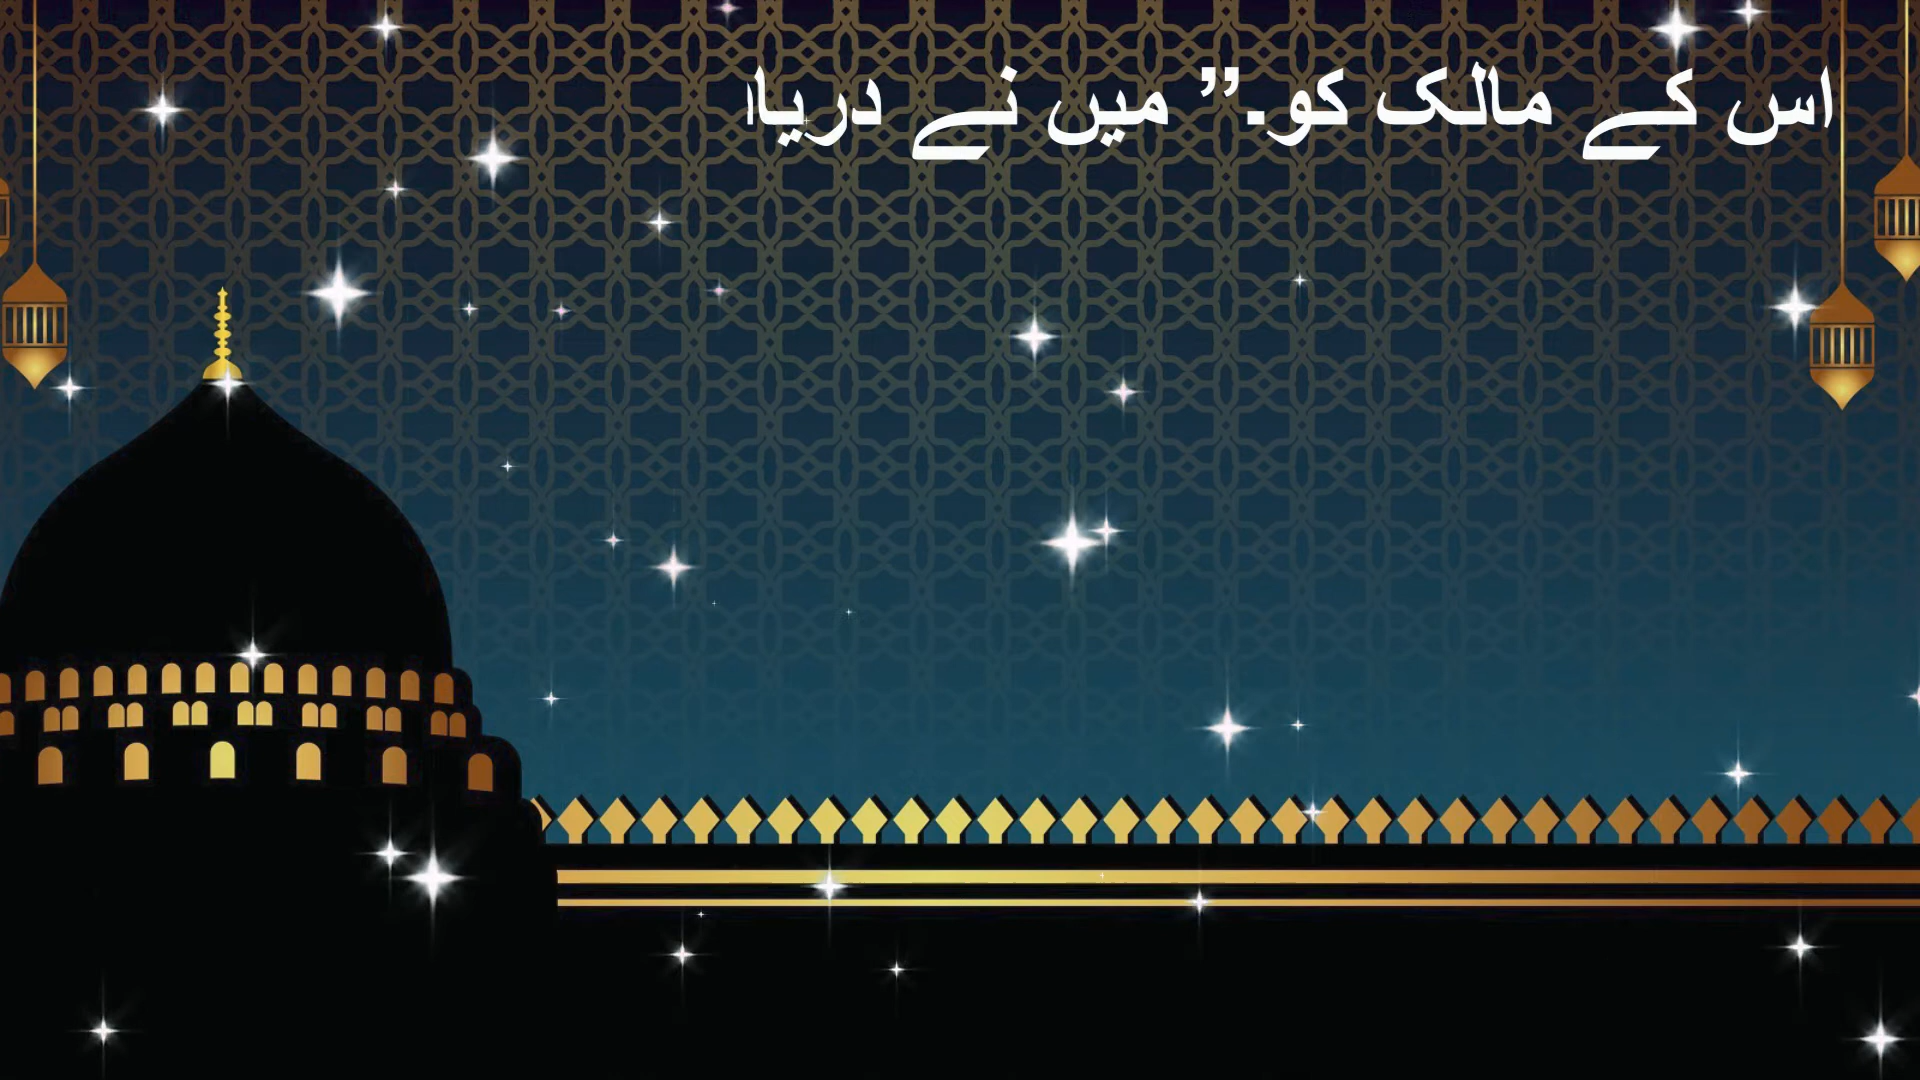 اس کے مالک کو۔” میں نے دریا